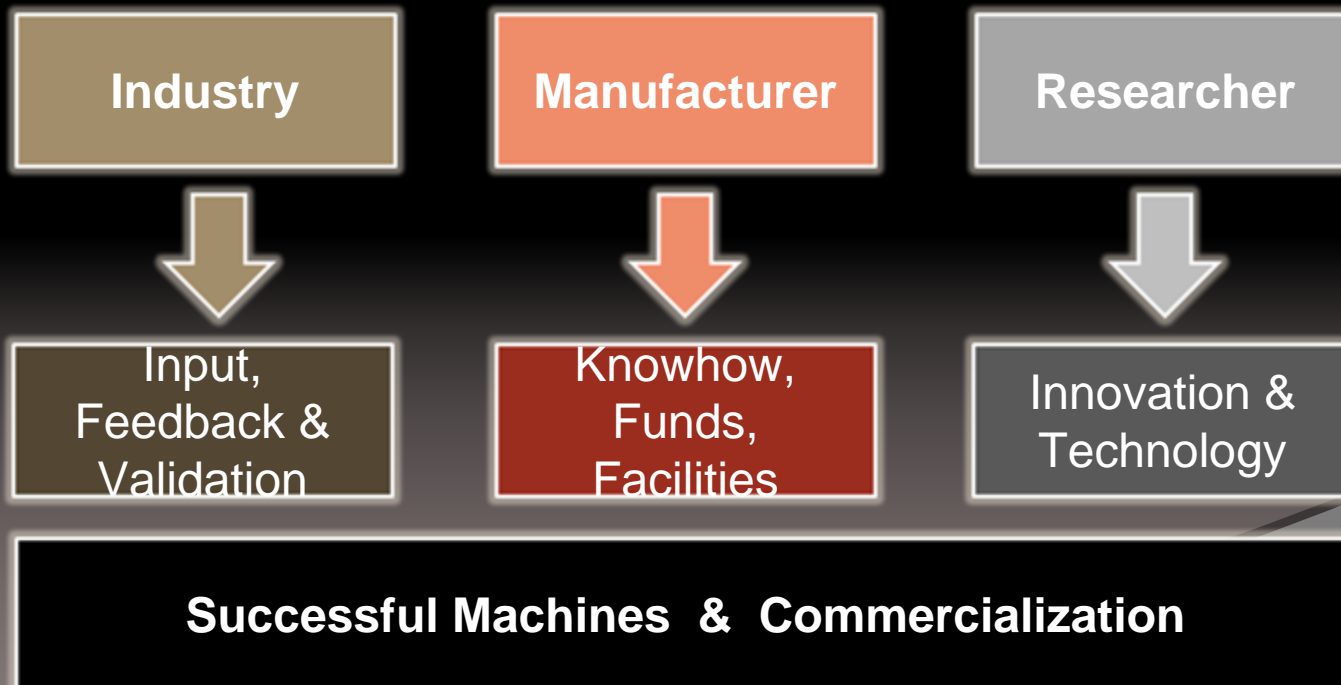 Industry
Manufacturer
Researcher
Input,
Feedback &
Validation
Knowhow,
Funds,
Facilities
Innovation &
Technology
Successful Machines & Commercialization